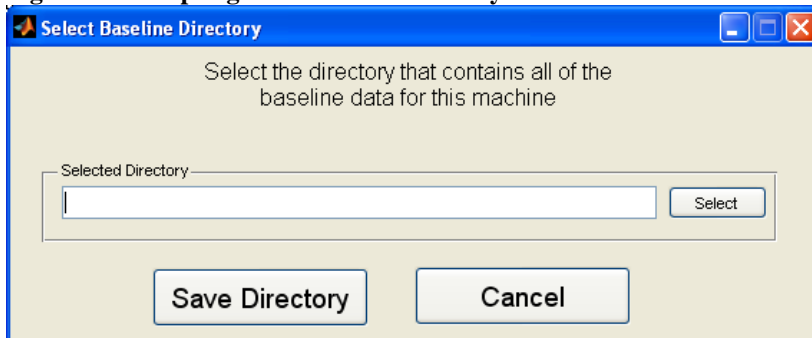 Select Baseline Directory
Select the directory that contains all of the
baseline data for this machine
Selected Directory
Select
Save Directory
Cancel